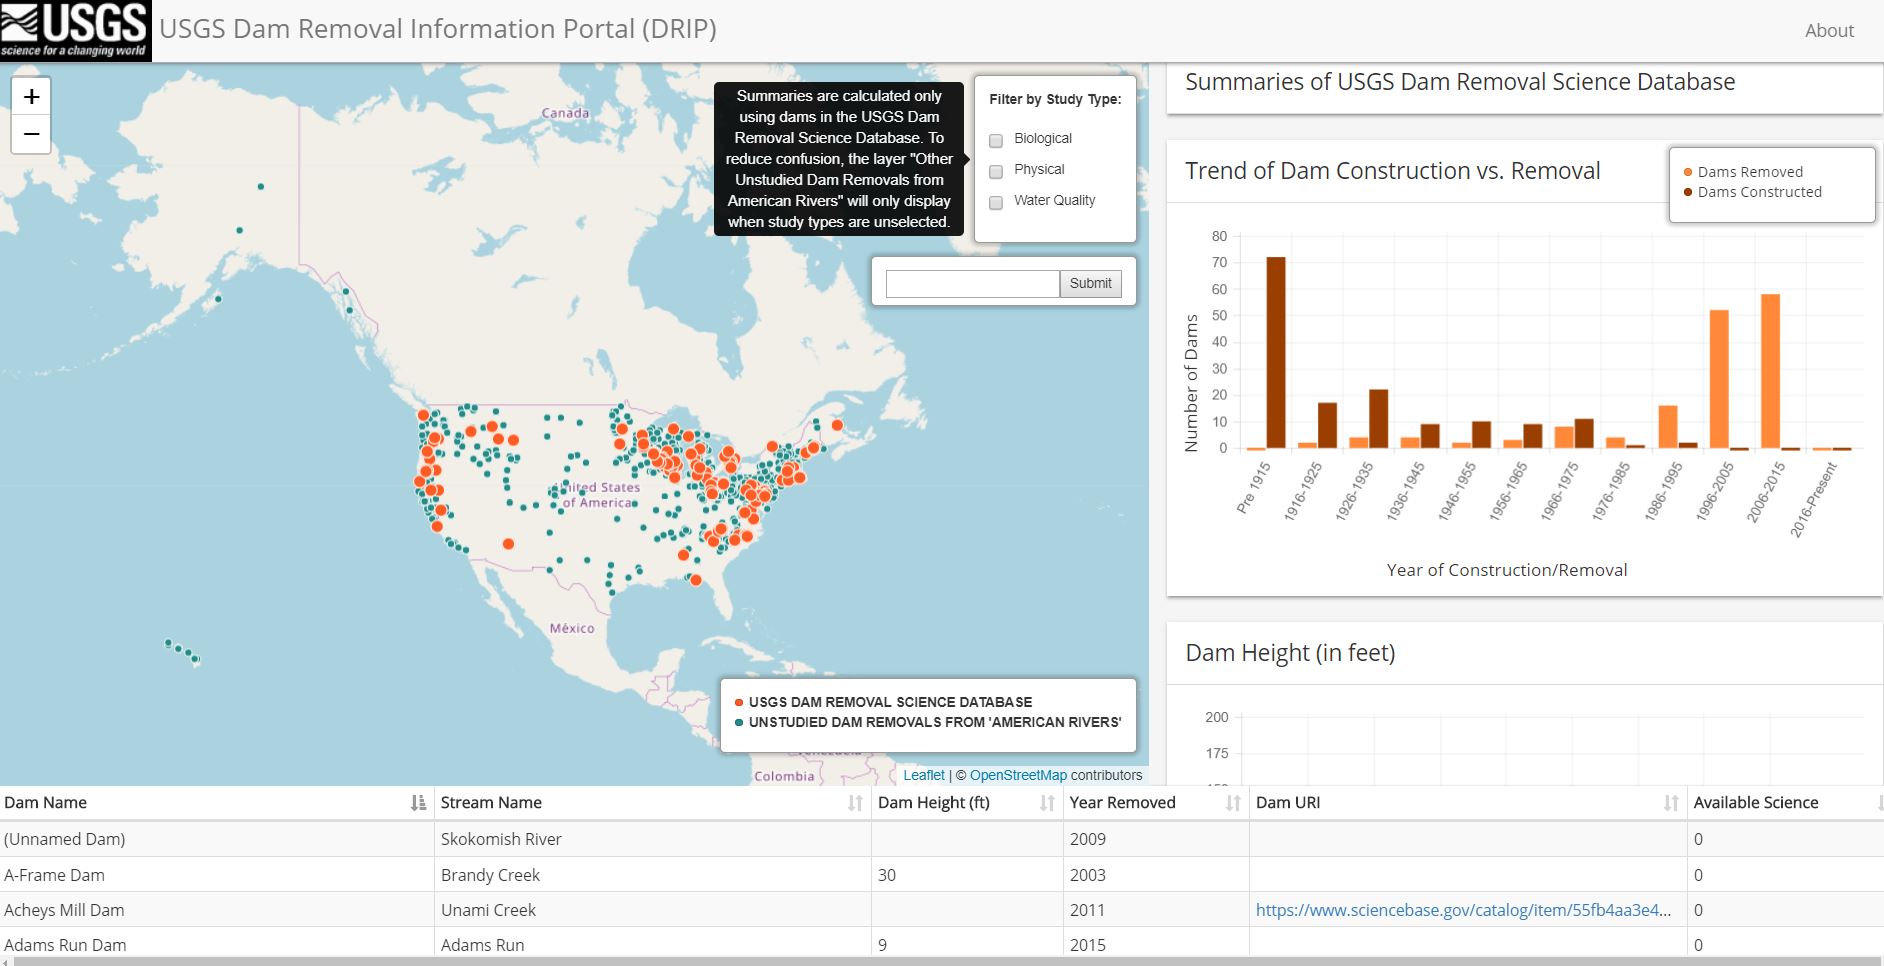 USGS
science for a changing world
USGS Dam Removal Information Portal (DRIP)
About
+
−
Canada
United States
of America
México
Colombia
Summaries are calculated only
using dams in the USGS Dam
Removal Science Database. To
reduce confusion, the layer "Other
Unstudied Dam Removals from
American Rivers" will only display
when study types are unselected.
Filter by Study Type:
Biological
Physical
Water Quality
Submit
USGS DAM REMOVAL SCIENCE DATABASE
UNSTUDIED DAM REMOVALS FROM 'AMERICAN RIVERS'
Venezuela
Leaflet | © OpenStreetMap contributors
Summaries of USGS Dam Removal Science Database
Trend of Dam Construction vs. Removal
Dams Removed
Dams Constructed
Number of Dams
80
70
60
50
40
30
20
10
0
Pre 1915
1916-1925
1926-1935
1936-1945
1946-1955
1956-1965
1966-1975
1976-1985
1986-1995
1996-2005
2006-2015
2016-Present
Year of Construction/Removal
Dam Height (in feet)
200
175
150
Dam Name Stream Name Dam Height (ft) Year Removed Dam URI Available Science
(Unnamed Dam) Skokomish River 2009 0
A-Frame Dam Brandy Creek 30 2003 0
Acheys Mill Dam Unami Creek 2011 https://www.sciencebase.gov/catalog/item/55fb4aa3e4... 0
Adams Run Dam Adams Run 9 2015 0